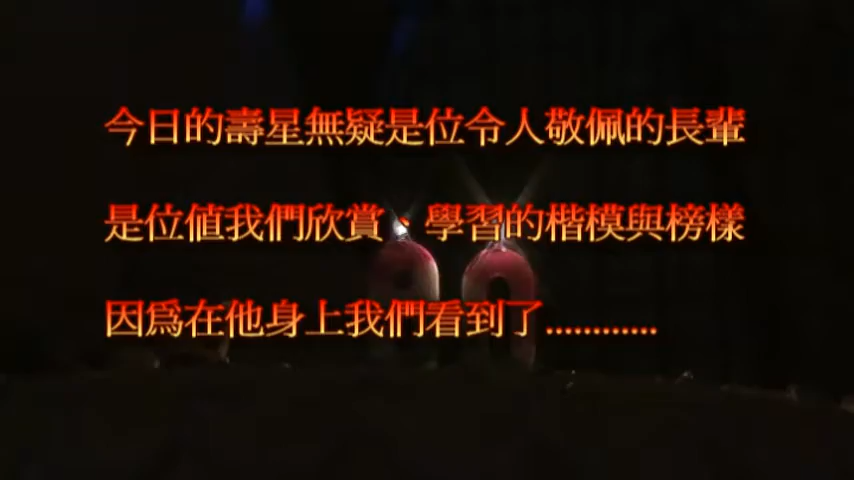 今日的壽星無疑是位令人敬佩的長輩
是位值我們欣賞、學習的楷模與榜樣
因為在他身上我們看到了............